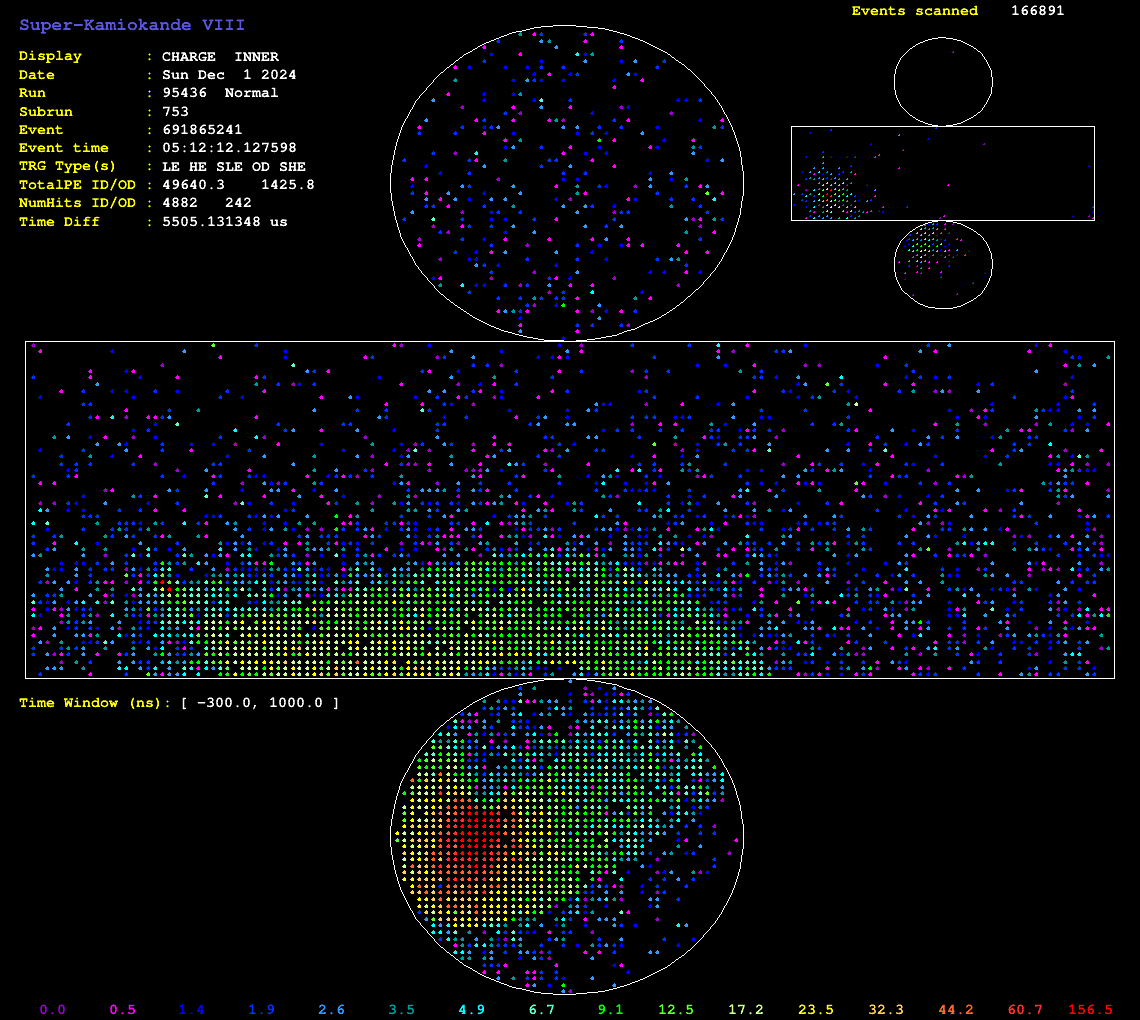 Super-Kamiokande VIII
Events scanned 166891
Display : CHARGE INNER
Date : Sun Dec 1 2024
Run : 95436 Normal
Subrun : 753
Event : 691865241
Event time : 05:12:12.127598
TRG Type(s) : LE HE SLE OD SHE
TotalPE ID/OD : 49640.3 1425.8
NumHits ID/OD : 4882 242
Time Diff : 5505.131348 us
Time Window (ns): [ -300.0, 1000.0 ]
0.0 0.5 1.4 1.9 2.6 3.5 4.9 6.7 9.1 12.5 17.2 23.5 32.3 44.2 60.7 156.5